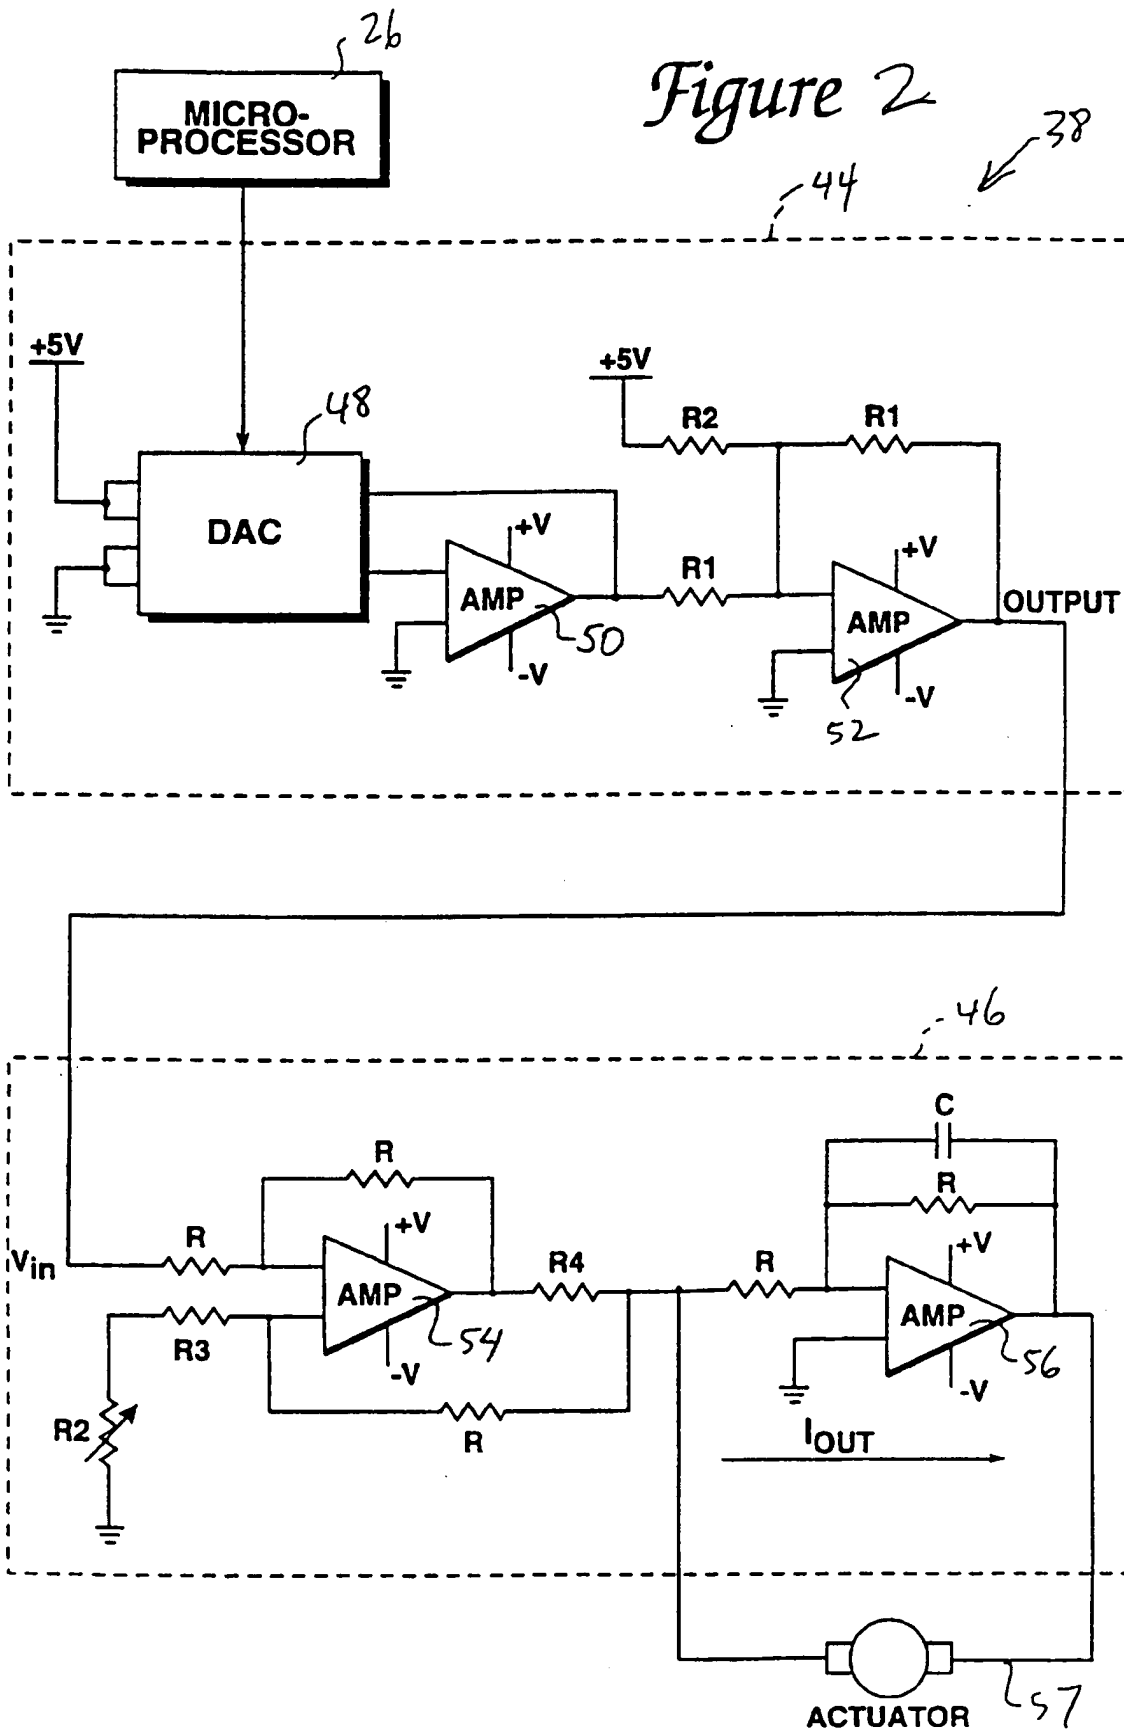 26
Figure 2
MICRO-
PROCESSOR
38
44
+5V
+5V
48
R2
R1
DAC
+V
+V
R1
AMP
OUTPUT
AMP
50
-V
-V
52
46
C
R
R
+V
+V
Vin
R
R4
R
AMP
AMP
54
56
R3
-V
-V
R2
R
IOUT
57
ACTUATOR